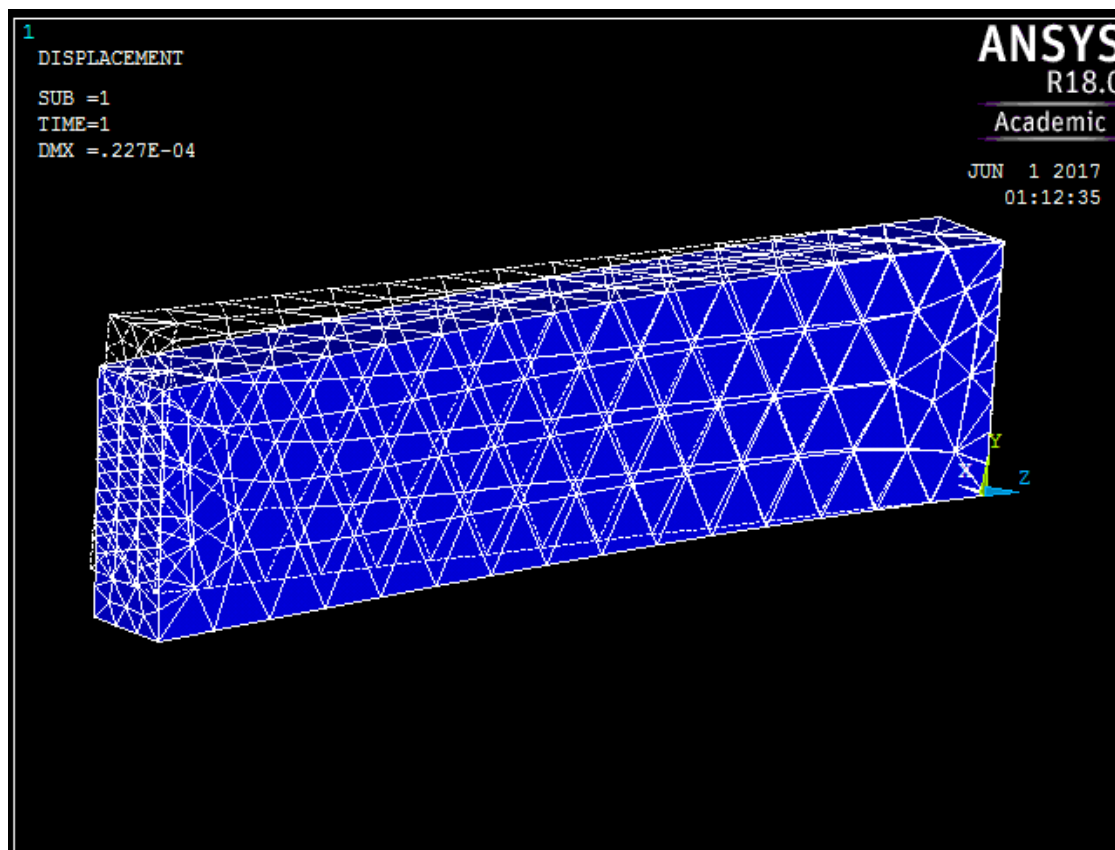 1
DISPLACEMENT
SUB =1
TIME=1
DMX =.227E-04
ANSYS
R18.0
Academic
JUN 1 2017
01:12:35
Y
X
Z